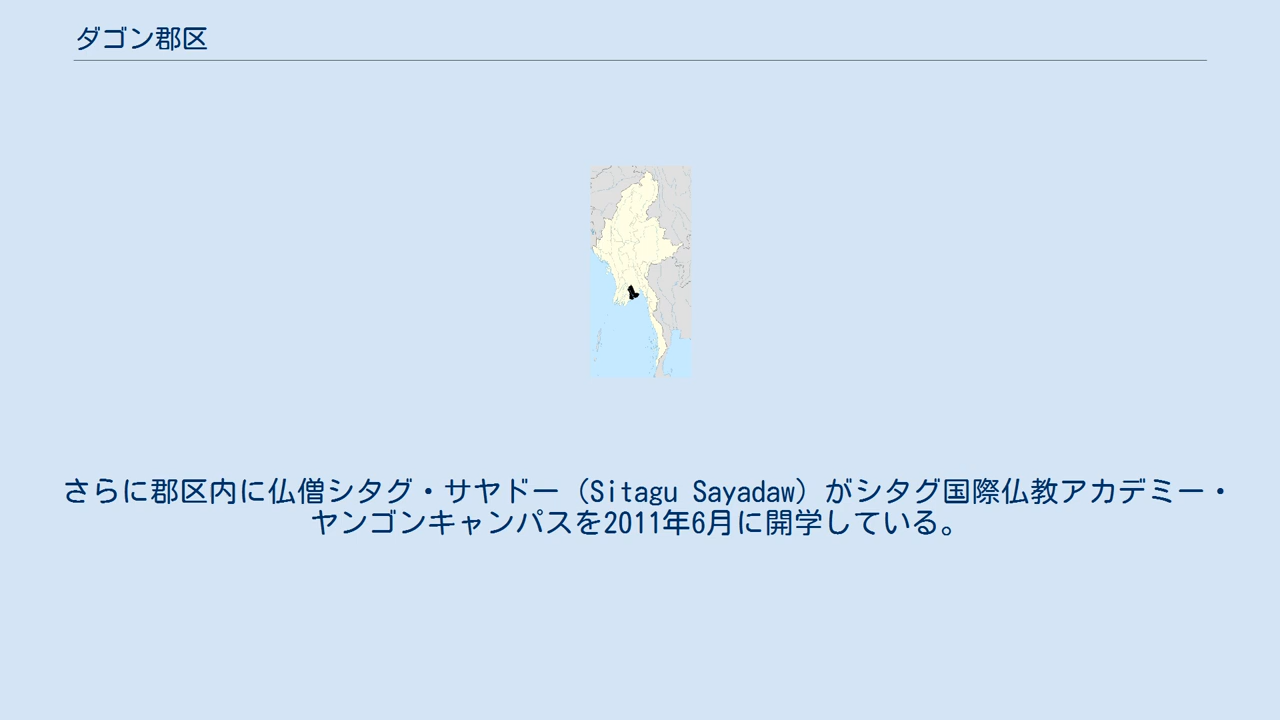 ダゴン郡区
さらに郡区内に仏僧シタグ・サヤドー（Sitagu Sayadaw）がシタグ国際仏教アカデミー・
ヤンゴンキャンパスを2011年6月に開学している。